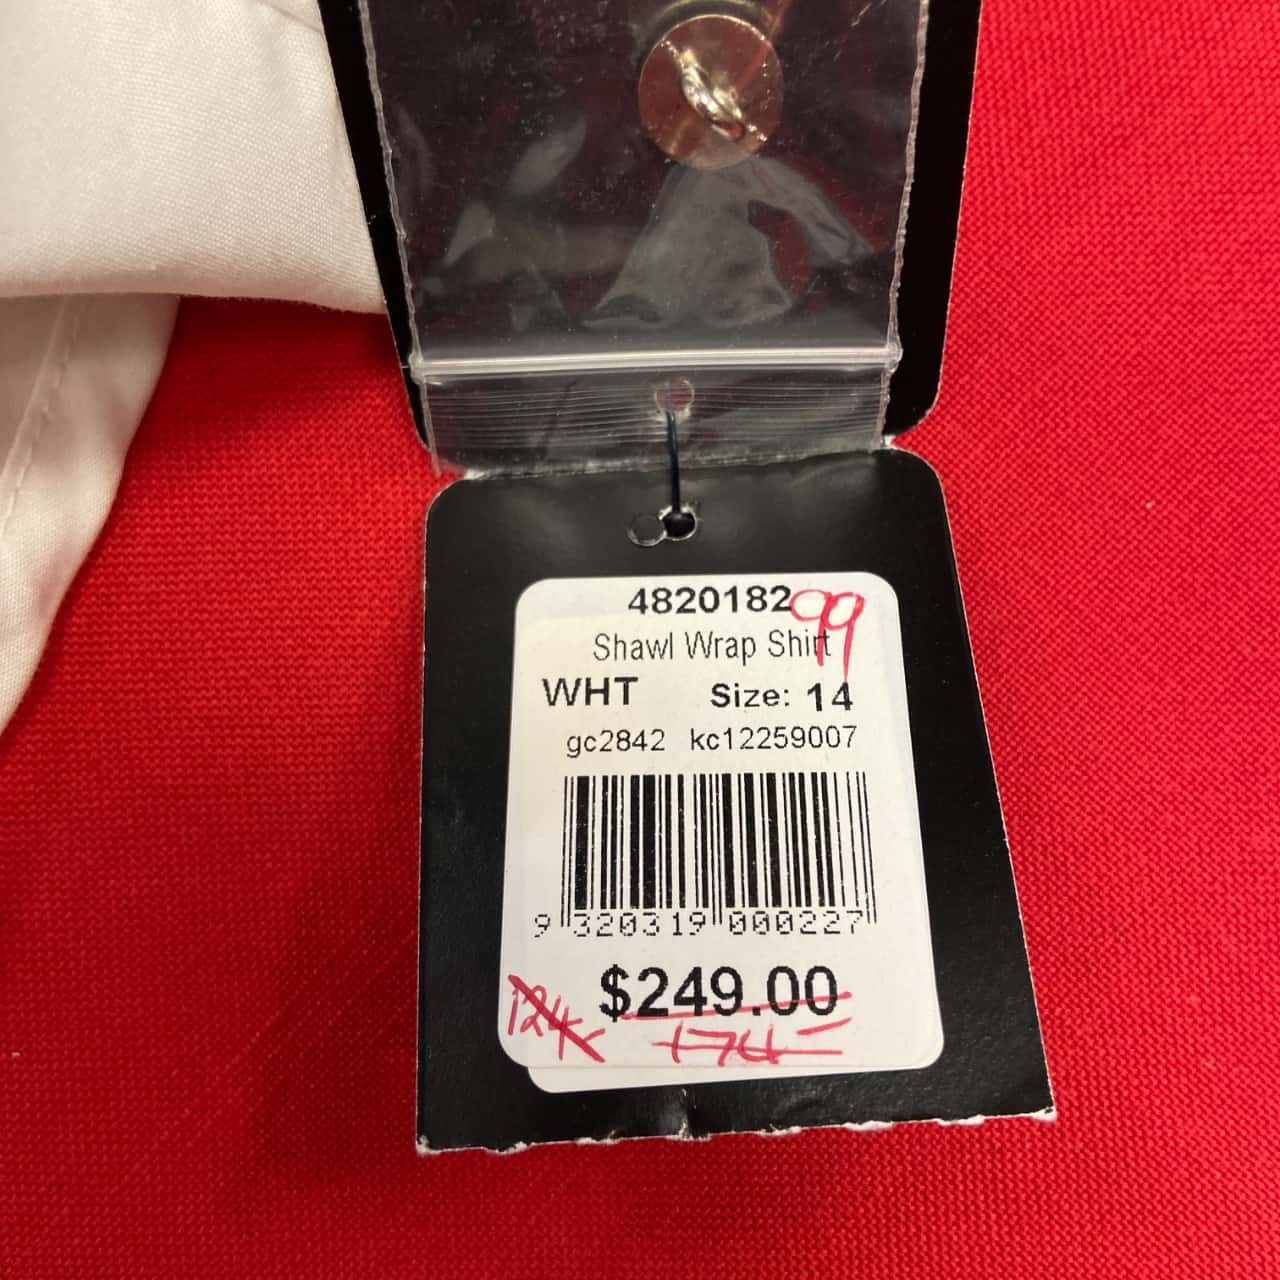 4820182 99
Shawl Wrap Shirt
WHT Size: 14
gc2842 kc12259007
9 320319 000227
$249.00
124
174-